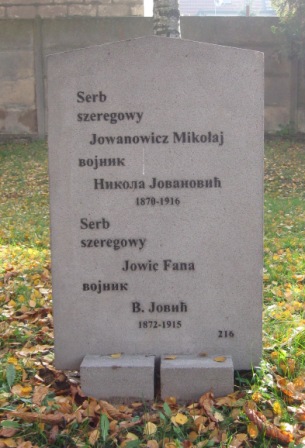 Serb
szeregowy
Jowanowicz Mikołaj
војник
Никола Јовановић
1870-1916
Serb
szeregowy
Jowic Fana
војник
В. Јовић
1872-1915
216